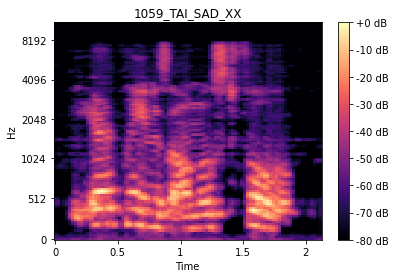 1059_TAI_SAD_XX
+0 dB
8192
-10 dB
4096
-20 dB
-30 dB
2048
Hz
-40 dB
1024
-50 dB
512
-60 dB
-70 dB
0
-80 dB
0 0.5 1 1.5 2
Time